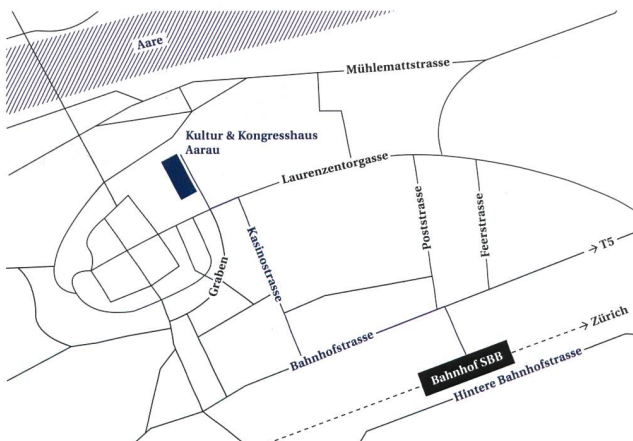 Aare
Mühlemattstrasse
Kultur & Kongresshaus
Aarau
Laurenzentorgasse
Poststrasse
Feerstrasse
Kasinostrasse
Graben
→ T5
→ Zürich
Bahnhofstrasse
Bahnhof SBB
Hintere Bahnhofstrasse